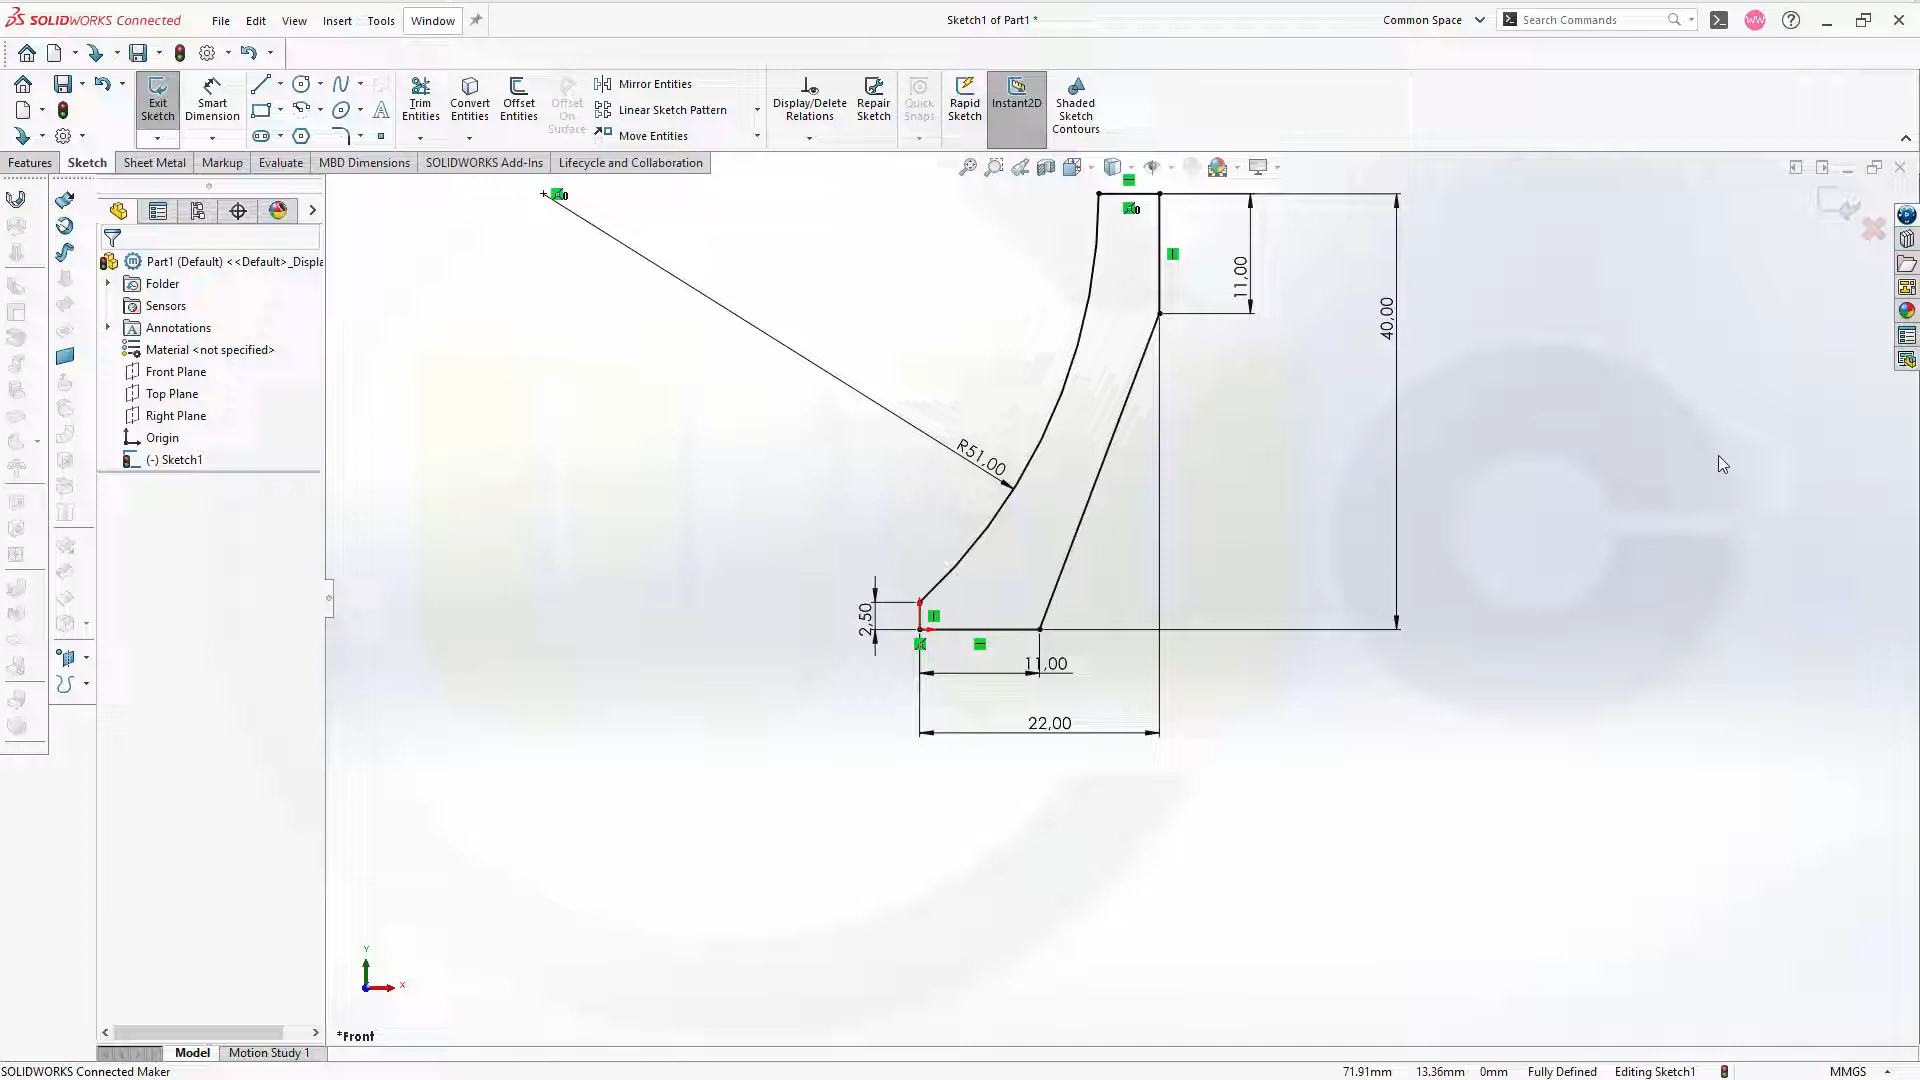 SOLIDWORKS Connected
File
Edit
View
Insert
Tools
Window
Sketch1 of Part1 *
Common Space
Search Commands
WW
Exit Sketch
Smart Dimension
Trim Entities
Convert Entities
Offset Entities
Offset On Surface
Mirror Entities
Linear Sketch Pattern
Move Entities
Display/Delete Relations
Repair Sketch
Quick Snaps
Rapid Sketch
Instant2D
Shaded Sketch Contours
Features
Sketch
Sheet Metal
Markup
Evaluate
MBD Dimensions
SOLIDWORKS Add-Ins
Lifecycle and Collaboration
Part1 (Default) <<Default>_Displa
Folder
Sensors
Annotations
Material <not specified>
Front Plane
Top Plane
Right Plane
Origin
(-) Sketch1
0
0
11,00
40,00
R51,00
2,50
11,00
22,00
Y
X
*Front
Model
Motion Study 1
SOLIDWORKS Connected Maker
71.91mm
13.36mm
0mm
Fully Defined
Editing Sketch1
MMGS